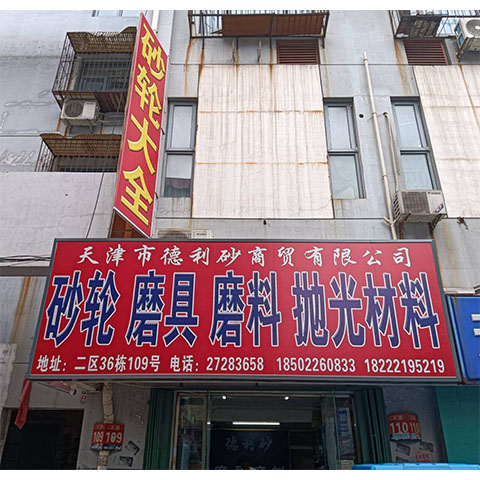 砂轮大全
天津市德利砂商贸有限公司
砂轮 磨具 磨料 抛光材料
地址：二区36栋109号 电话：27283658 18502260833 18222195219
109 109
110
德利砂